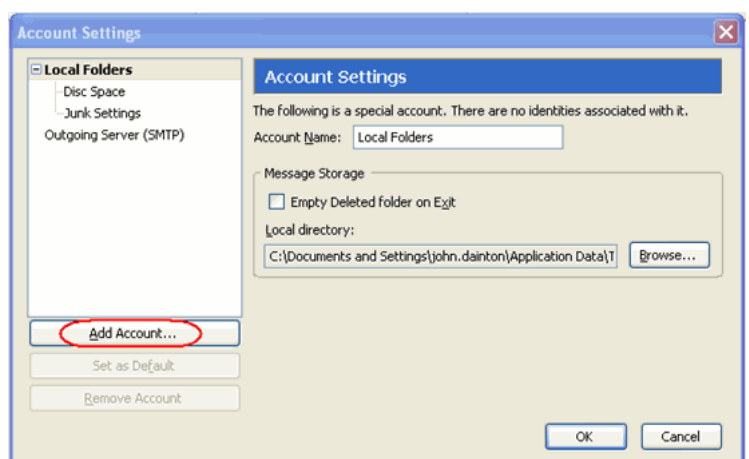 Account Settings
Local Folders
Disc Space
Junk Settings
Outgoing Server (SMTP)
Add Account...
Set as Default
Remove Account
Account Settings
The following is a special account. There are no identities associated with it.
Account Name: Local Folders
Message Storage
Empty Deleted folder on Exit
Local directory:
C:\Documents and Settings\john.dainton\Application Data\T Browse...
OK Cancel